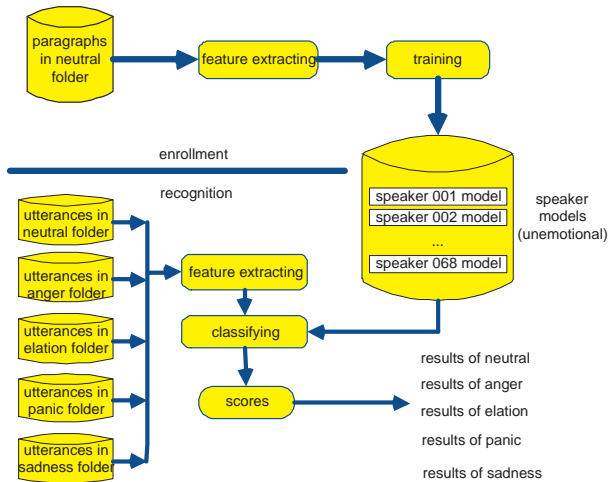 paragraphs
in neutral
folder
feature extracting
training
enrollment
recognition
speaker 001 model
speaker 002 model
...
speaker 068 model
speaker
models
(unemotional)
utterances in
neutral folder
utterances in
anger folder
utterances in
elation folder
utterances in
panic folder
utterances in
sadness folder
feature extracting
classifying
scores
results of neutral
results of anger
results of elation
results of panic
results of sadness